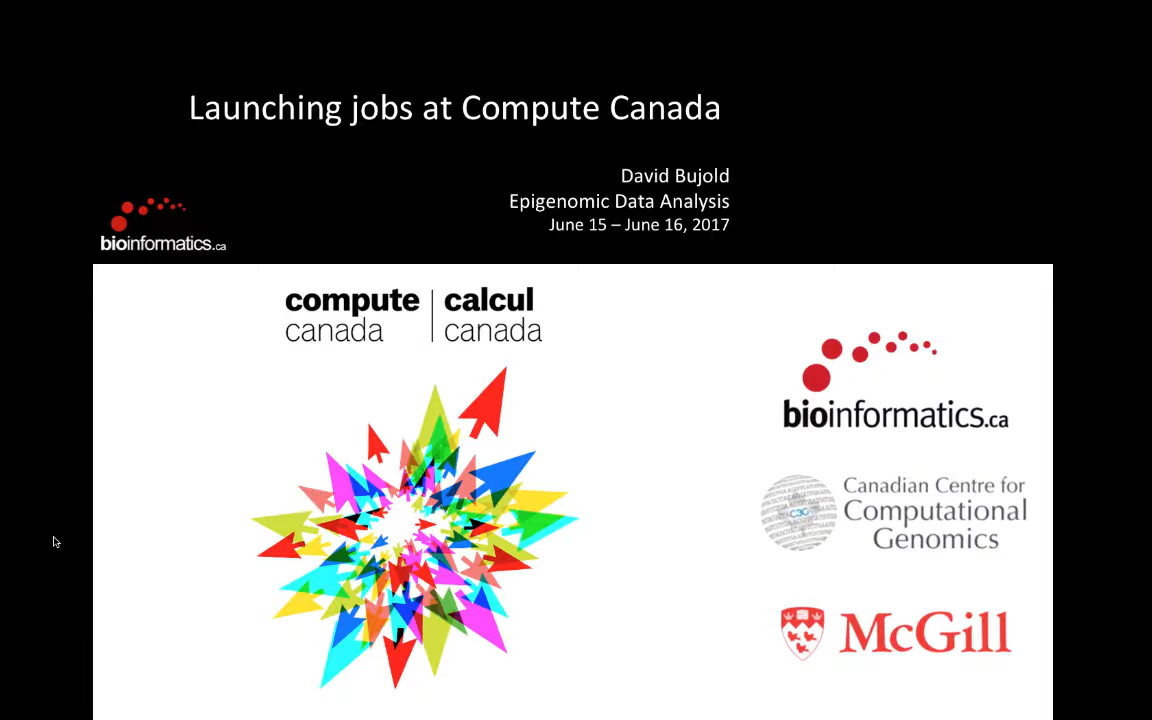 Launching jobs at Compute Canada
David Bujold
Epigenomic Data Analysis
June 15 – June 16, 2017
bioinformatics.ca
compute | calcul
canada | canada
bioinformatics.ca
C3G
Canadian Centre for
Computational
Genomics
McGill